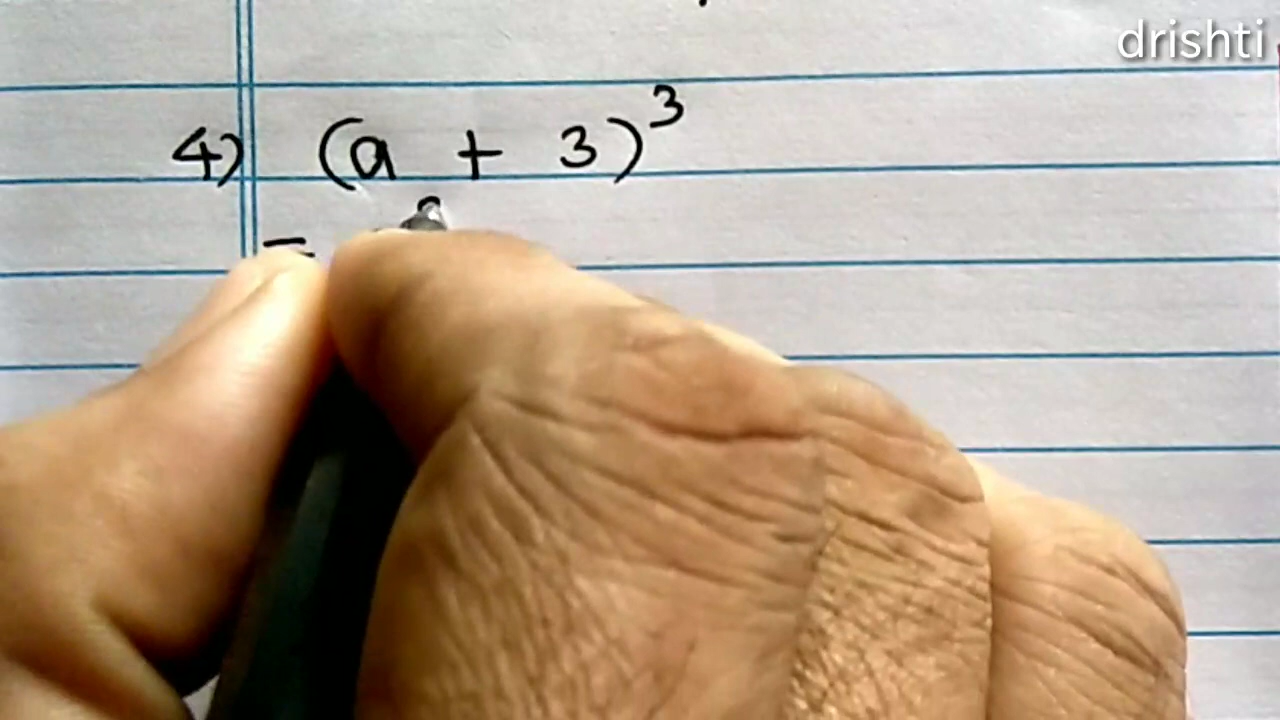 drishti
4) (a + 3)³
=